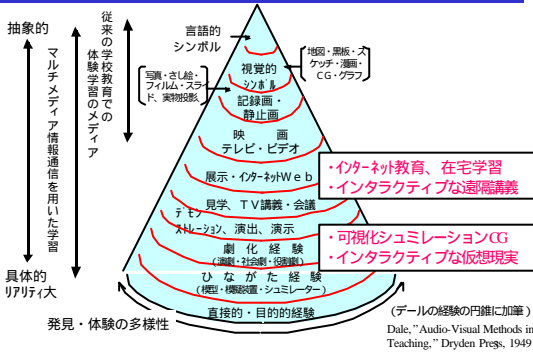 抽象的
従来の学校教育での
体験学習のメディア
マルチメディア情報通信を用いた学習
具体的
リアリティ大
言語的
シンボル
地図・黒板・ス
ケッチ・漫画・
CG・グラフ
視覚的
シンボル
写真・さし絵・
フィルム・スライ
ド、実物投影
記録画・
静止画
映　画
テレビ・ビデオ
展示・インターネットWeb
・インターネット教育、在宅学習
・インタラクティブな遠隔講義
見学、TV講義・会議
デモン
ストレーション、演出、演示
劇化経験
(演劇・社会劇・役割劇)
・可視化シュミレーションCG
・インタラクティブな仮想現実
ひながた経験
(模型・模擬装置・シュミレーター)
直接的・目的的経験
発見・体験の多様性
(デールの経験の円錐に加筆)
Dale, "Audio-Visual Methods in
Teaching," Dryden Press, 1949